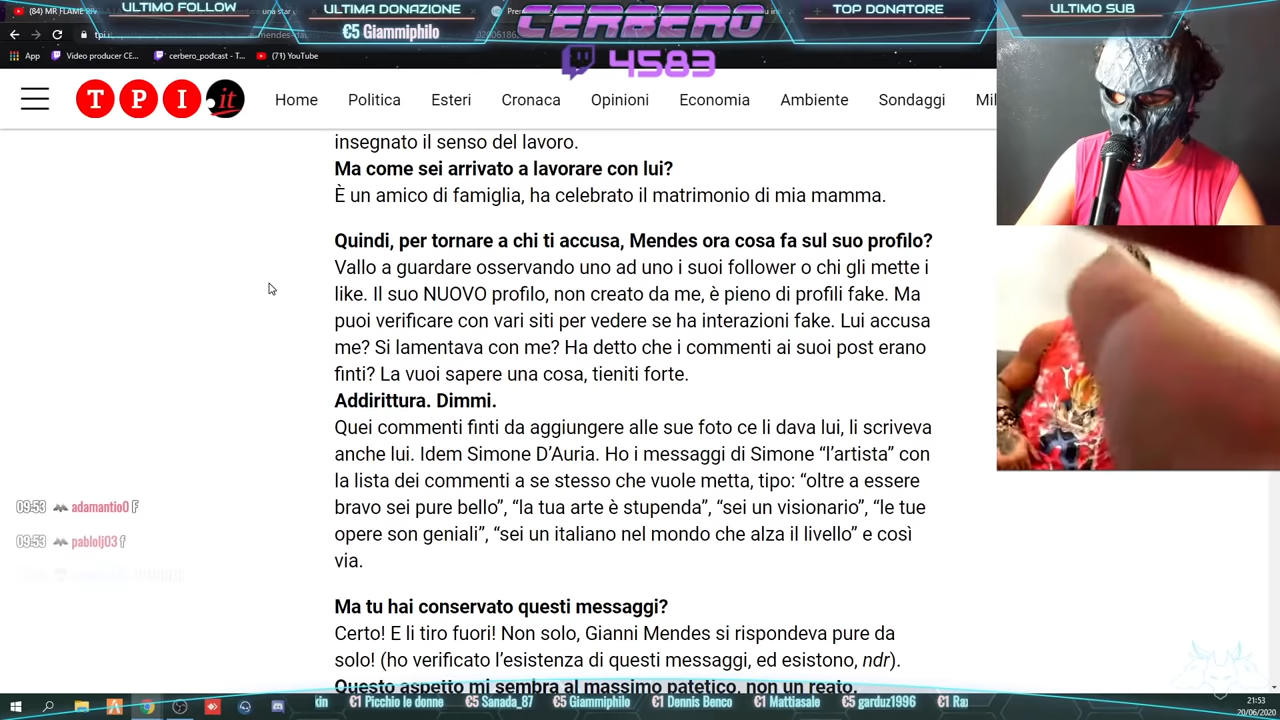 ULTIMO FOLLOW
ULTIMA DONAZIONE
€5 Giammiphilo
CERBERO
4583
TOP DONATORE
ULTIMO SUB
(84) MR FLAME
App
Video producer CE...
cerbero_podcast - T...
(71) YouTube
TPI.it
Home
Politica
Esteri
Cronaca
Opinioni
Economia
Ambiente
Sondaggi
insegnato il senso del lavoro.
Ma come sei arrivato a lavorare con lui?
È un amico di famiglia, ha celebrato il matrimonio di mia mamma.
Quindi, per tornare a chi ti accusa, Mendes ora cosa fa sul suo profilo?
Vallo a guardare osservando uno ad uno i suoi follower o chi gli mette i
like. Il suo NUOVO profilo, non creato da me, è pieno di profili fake. Ma
puoi verificare con vari siti per vedere se ha interazioni fake. Lui accusa
me? Si lamentava con me? Ha detto che i commenti ai suoi post erano
finti? La vuoi sapere una cosa, tieniti forte.
Addirittura. Dimmi.
Quei commenti finti da aggiungere alle sue foto ce li dava lui, li scriveva
anche lui. Idem Simone D’Auria. Ho i messaggi di Simone “l’artista” con
la lista dei commenti a se stesso che vuole metta, tipo: “oltre a essere
bravo sei pure bello”, “la tua arte è stupenda”, “sei un visionario”, “le tue
opere son geniali”, “sei un italiano nel mondo che alza il livello” e così
via.
Ma tu hai conservato questi messaggi?
Certo! E li tiro fuori! Non solo, Gianni Mendes si rispondeva pure da
solo! (ho verificato l’esistenza di questi messaggi, ed esistono, ndr).
Questo aspetto mi sembra al massimo patetico, non un reato.
09:53 adamantio0 F
09:53 pablolj03 f
kin €1 Picchio le donne €5 Sanada_87 €5 Giammiphilo €1 Dennis Benco €1 Mattiasale €5 garduz1996 €1
21:53
20/06/2020